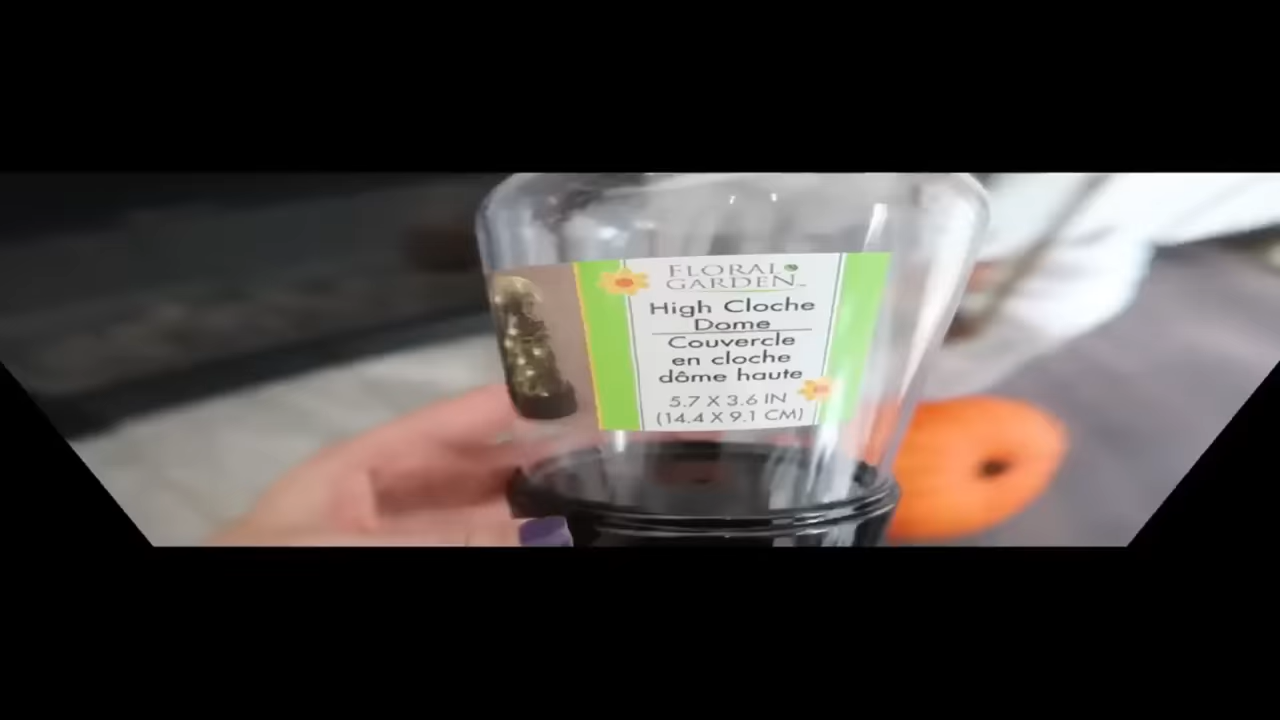 FLORAL
GARDEN™
High Cloche
Dome
Couvercle
en cloche
dôme haute
5.7 X 3.6 IN
(14.4 X 9.1 CM)